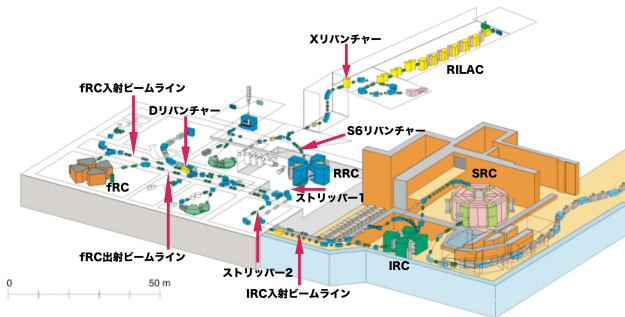 Xリバンチャー
RILAC
fRC入射ビームライン
Dリバンチャー
S6リバンチャー
RRC
SRC
fRC
ストリッパー1
fRC出射ビームライン
ストリッパー2
IRC
IRC入射ビームライン
0
50 m